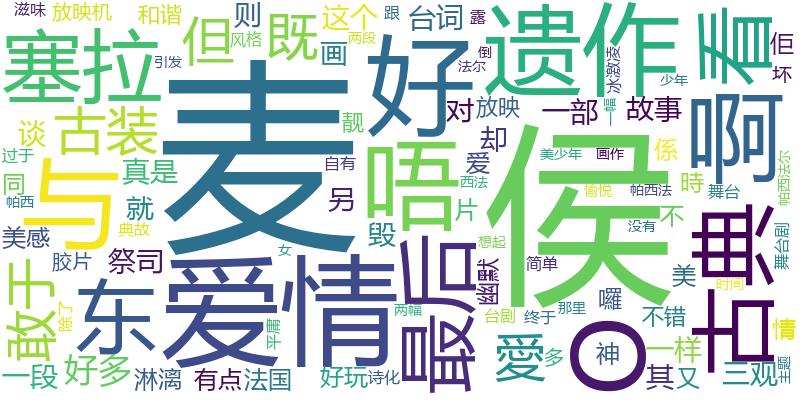 滋味 放映机 和谐 则 这个 跟 露 台词
引发 但 风格 既 画 两段 好 遗作 看 佢
塞拉 麦 法尔 倒 水激凌 少年 坏
谈 古装 靓 对 放映 一部 故事 啊 一幅
过于 却 係
同 与 真是 自有 唔 爱 美少年 画作 帕西法尔
帕西 就 另 片 西法 侯 偷悦 時 帕西法 舞台
美感 典故 毁 不 没有
胶片 祭司 女 最后 想起 古典 舞台剧
敢于 东 爱情 幽默 简单 美 时间
除了 平庸 两幅 台剧 终于 那里 囉 不错 情
O 神
一段 好多 淋漓 有点 法国 好玩 诗化 愛 多 一样 其 又 三观 主题